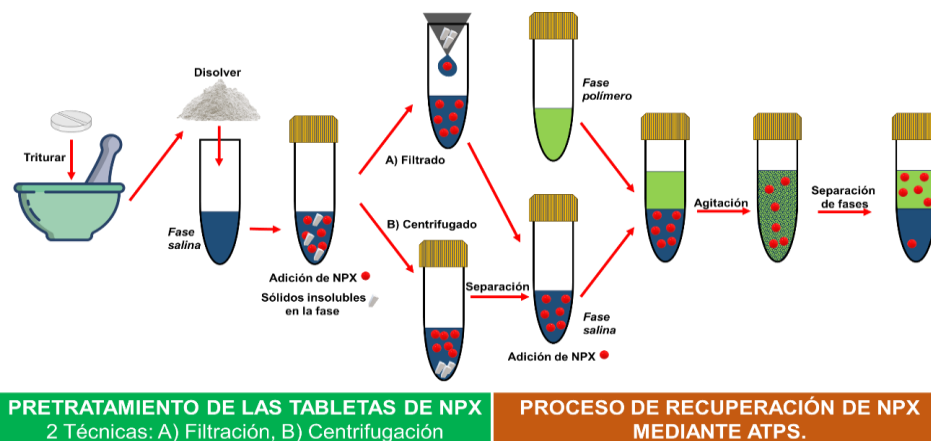 Triturar
Disolver
Fase
salina
Adición de NPX
Sólidos insolubles
en la fase
A) Filtrado
B) Centrifugado
Separación
Fase
polímero
Fase
salina
Adición de NPX
Agitación
Separación
de fases
PRETRATAMIENTO DE LAS TABLETAS DE NPX
2 Técnicas: A) Filtración, B) Centrifugación
PROCESO DE RECUPERACIÓN DE NPX
MEDIANTE ATPS.